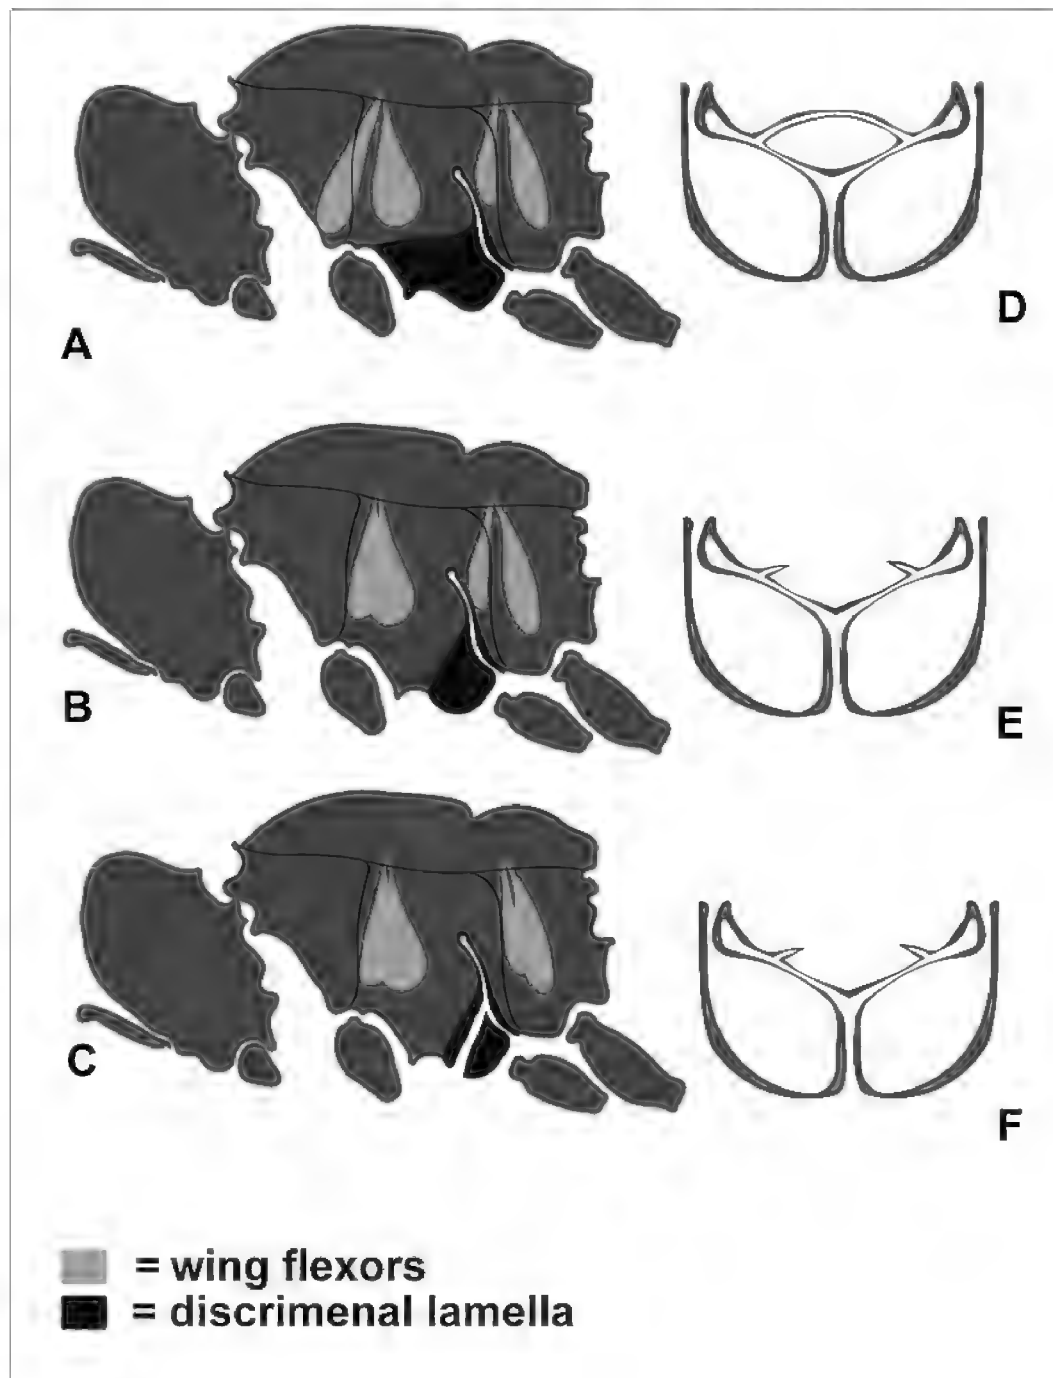 A
D
B
E
C
F
= wing flexors
= discrimenal lamella